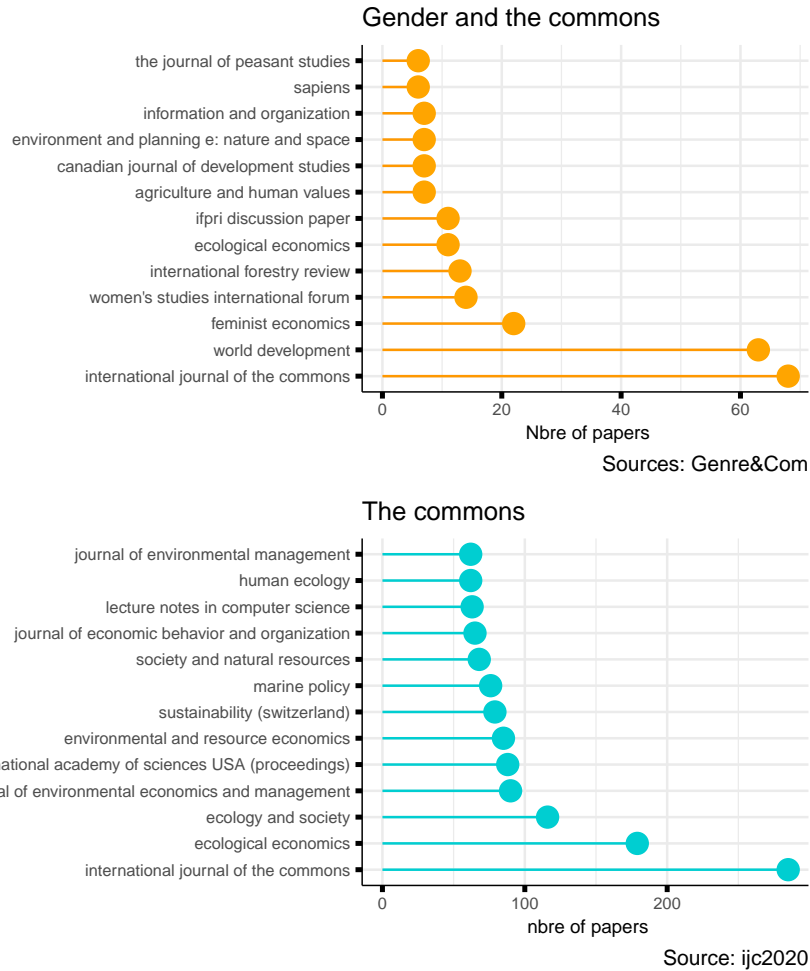 Gender and the commons
the journal of peasant studies
sapiens
information and organization
environment and planning e: nature and space
canadian journal of development studies
agriculture and human values
ifpri discussion paper
ecological economics
international forestry review
women's studies international forum
feminist economics
world development
international journal of the commons
0 20 40 60
Nbre of papers
Sources: Genre&Com
The commons
journal of environmental management
human ecology
lecture notes in computer science
journal of economic behavior and organization
society and natural resources
marine policy
sustainability (switzerland)
environmental and resource economics
national academy of sciences USA (proceedings)
al of environmental economics and management
ecology and society
ecological economics
international journal of the commons
0 100 200
nbre of papers
Source: ijc2020